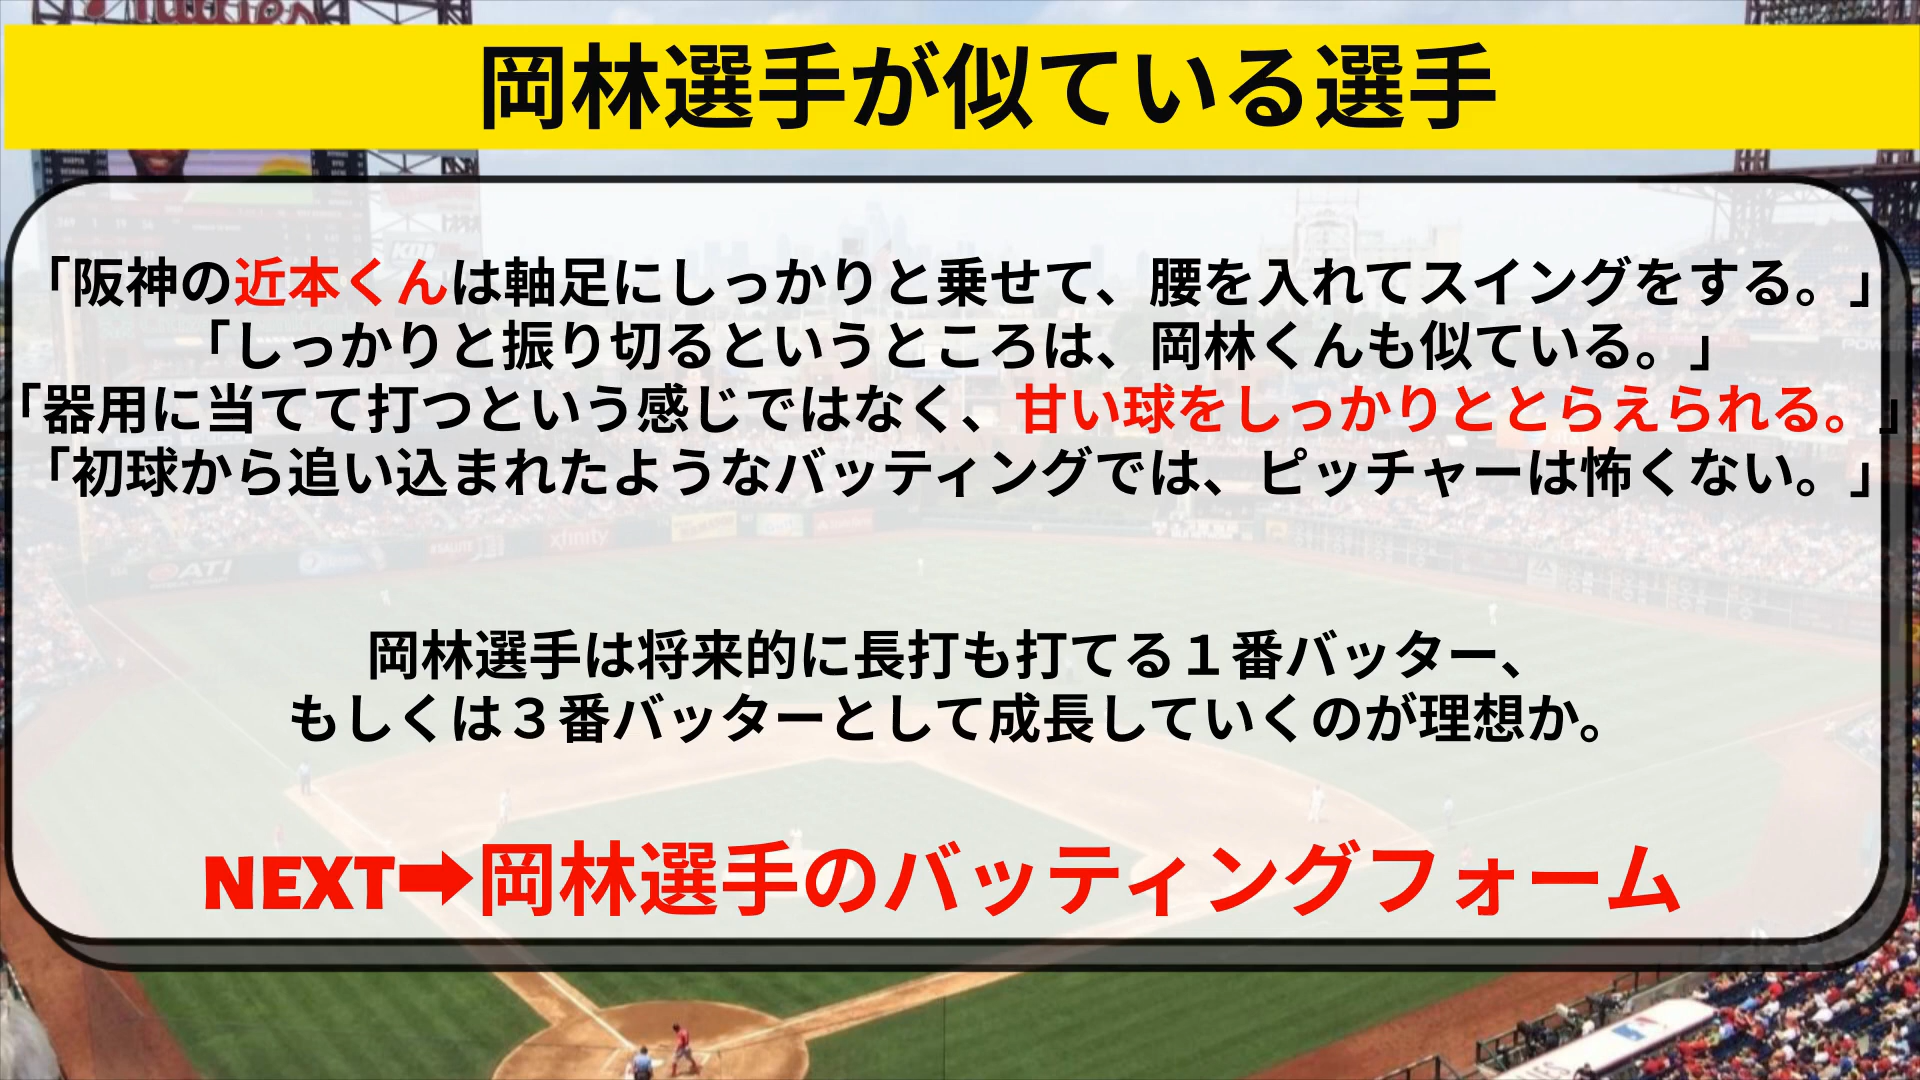 Phillies
岡林選手が似ている選手
「阪神の近本くんは軸足にしっかりと乗せて、腰を入れてスイングをする。」
「しっかりと振り切るというところは、岡林くんも似ている。」
「器用に当てて打つという感じではなく、甘い球をしっかりととらえられる。」
「初球から追い込まれたようなバッティングでは、ピッチャーは怖くない。」
xfinity
ATI
岡林選手は将来的に長打も打てる１番バッター、
もしくは３番バッターとして成長していくのが理想か。
NEXT➡岡林選手のバッティングフォーム